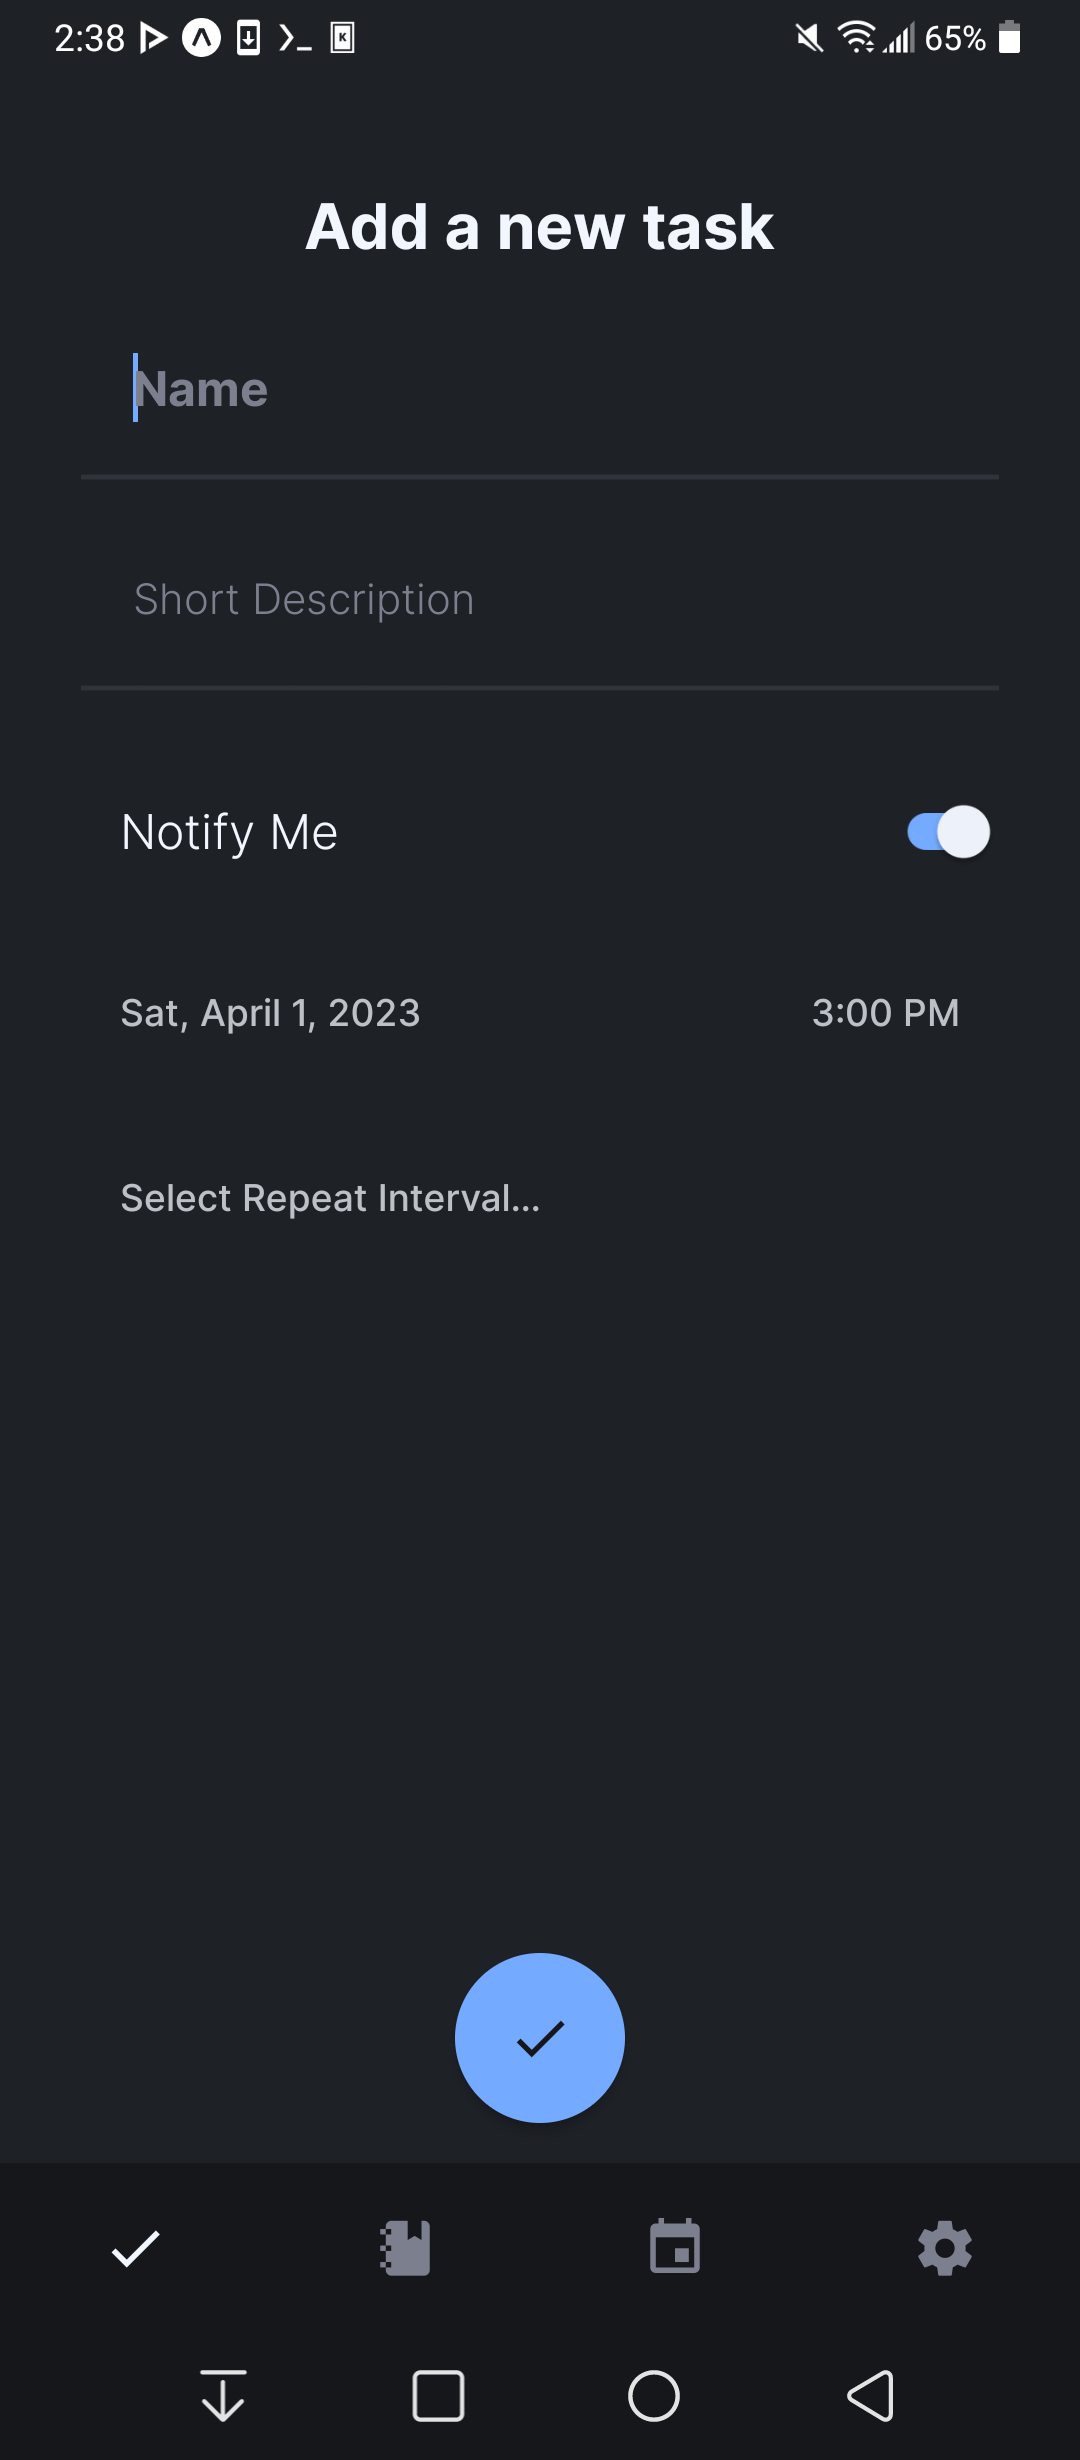 2:38 65%
Add a new task
Name
Short Description
Notify Me
Sat, April 1, 2023 3:00 PM
Select Repeat Interval...